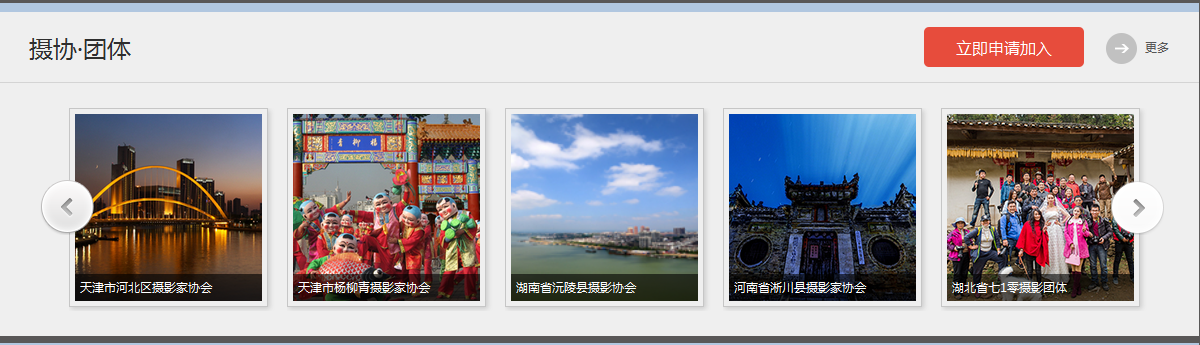 摄协·团体
立即申请加入
更多
青柳楊
天津市河北区摄影家协会
天津市杨柳青摄影家协会
湖南省沅陵县摄影协会
河南省淅川县摄影家协会
湖北省七1零摄影团体